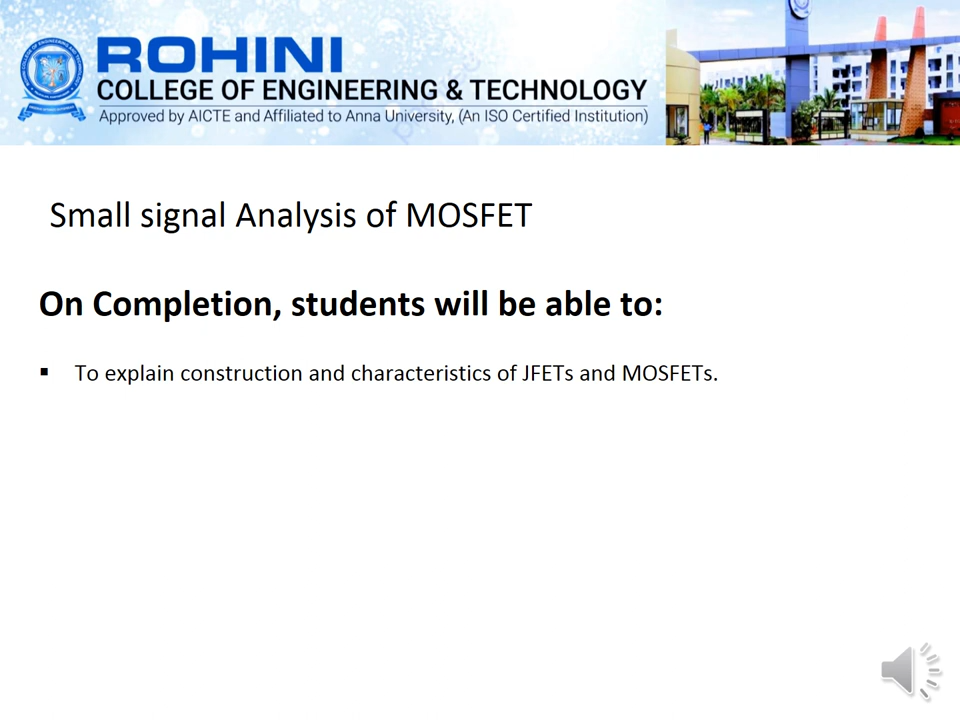 ROHINI
COLLEGE OF ENGINEERING & TECHNOLOGY
Approved by AICTE and Affiliated to Anna University, (An ISO Certified Institution)
Small signal Analysis of MOSFET
On Completion, students will be able to:
▪ To explain construction and characteristics of JFETs and MOSFETs.